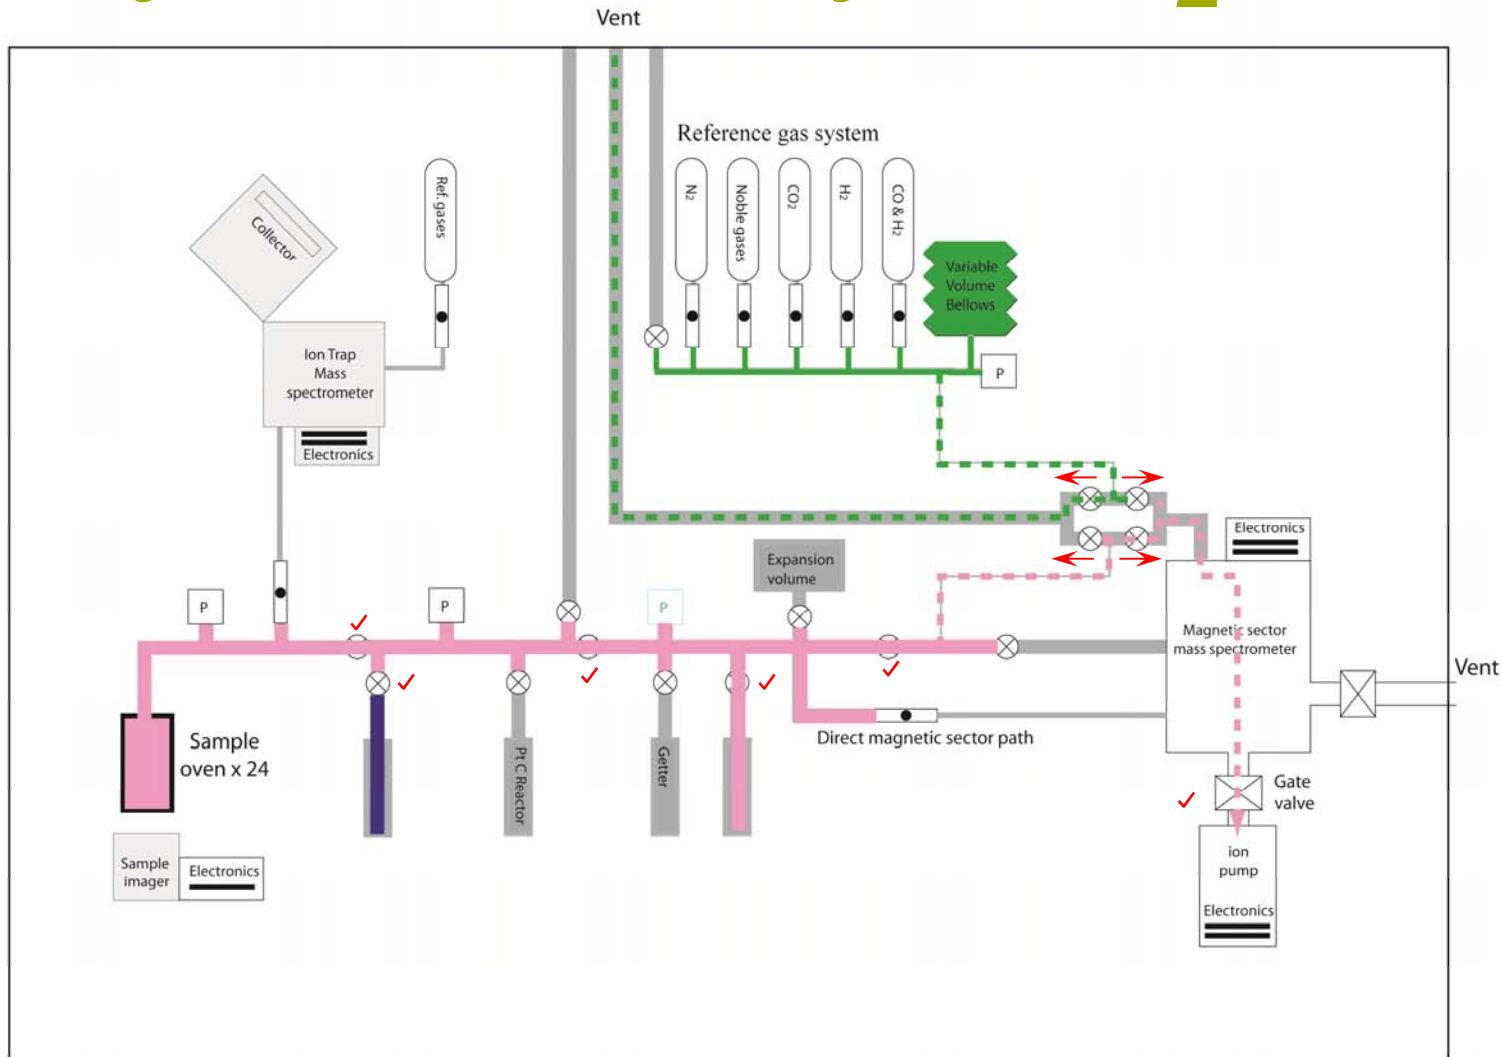 Vent
Reference gas system
Ref. gases
N2
Noble gases
CO2
H2
CO & H2
Collector
Variable
Volume
Bellows
Ion Trap
Mass
spectrometer
P
Electronics
Electronics
Expansion
volume
P
P
P
Magnetic sector
mass spectrometer
Vent
Sample
oven x 24
Direct magnetic sector path
Pt C Reactor
Getter
Gate
valve
Sample
imager
Electronics
ion
pump
Electronics